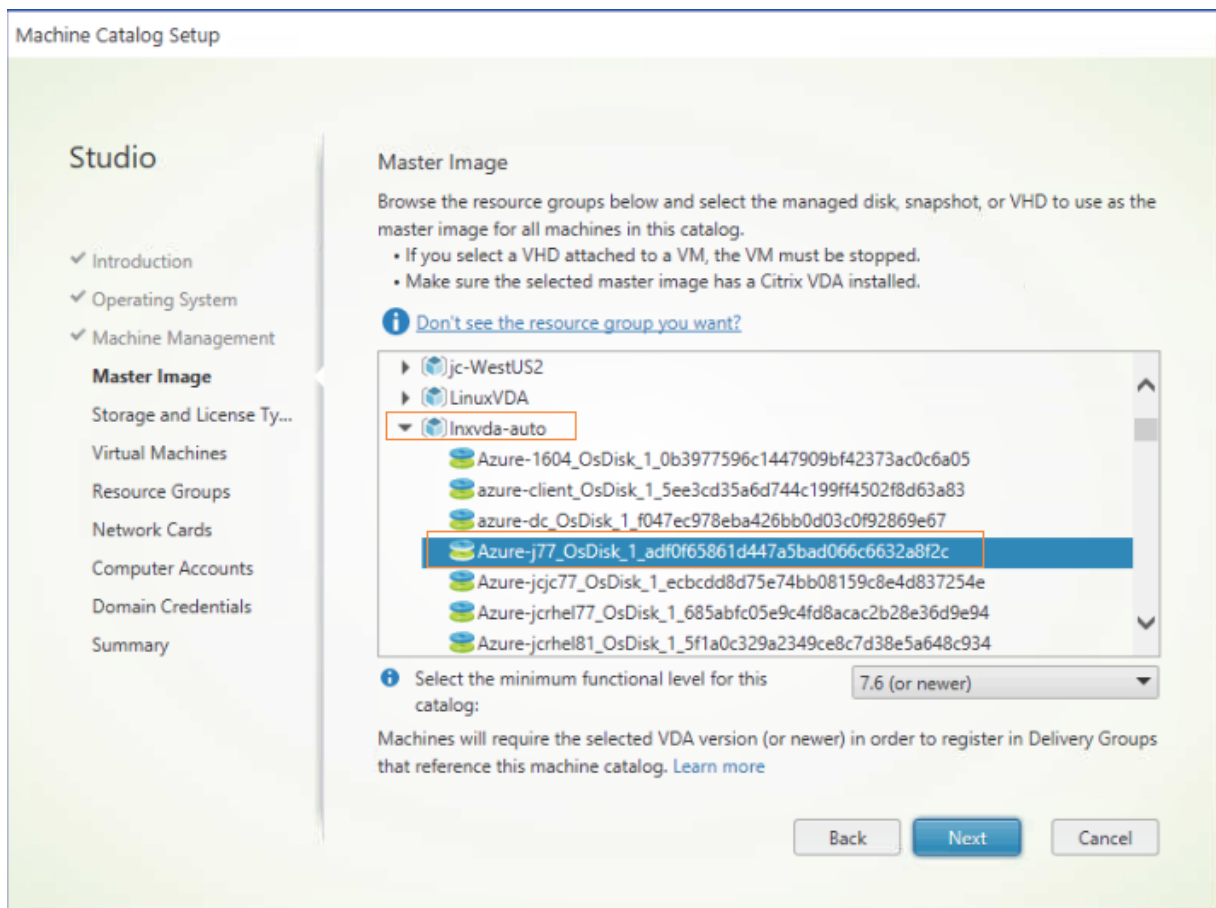 Machine Catalog Setup
Studio
Introduction
Operating System
Machine Management
Master Image
Storage and License Ty...
Virtual Machines
Resource Groups
Network Cards
Computer Accounts
Domain Credentials
Summary
Master Image
Browse the resource groups below and select the managed disk, snapshot, or VHD to use as the
master image for all machines in this catalog.
• If you select a VHD attached to a VM, the VM must be stopped.
• Make sure the selected master image has a Citrix VDA installed.
Don't see the resource group you want?
jc-WestUS2
LinuxVDA
lnxvda-auto
Azure-1604_OsDisk_1_0b3977596c1447909bf42373ac0c6a05
azure-client_OsDisk_1_5ee3cd35a6d744c199ff4502f8d63a83
azure-dc_OsDisk_1_f047ec978eba426bb0d03c0f92869e67
Azure-j77_OsDisk_1_adf0f65861d447a5bad066c6632a8f2c
Azure-jcjc77_OsDisk_1_ecbcdd8d75e74bb08159c8e4d837254e
Azure-jcrhel77_OsDisk_1_685abfc05e9c4fd8acac2b28e36d9e94
Azure-jcrhel81_OsDisk_1_5f1a0c329a2349ce8c7d38e5a648c934
Select the minimum functional level for this
catalog:
7.6 (or newer)
Machines will require the selected VDA version (or newer) in order to register in Delivery Groups
that reference this machine catalog. Learn more
Back
Next
Cancel